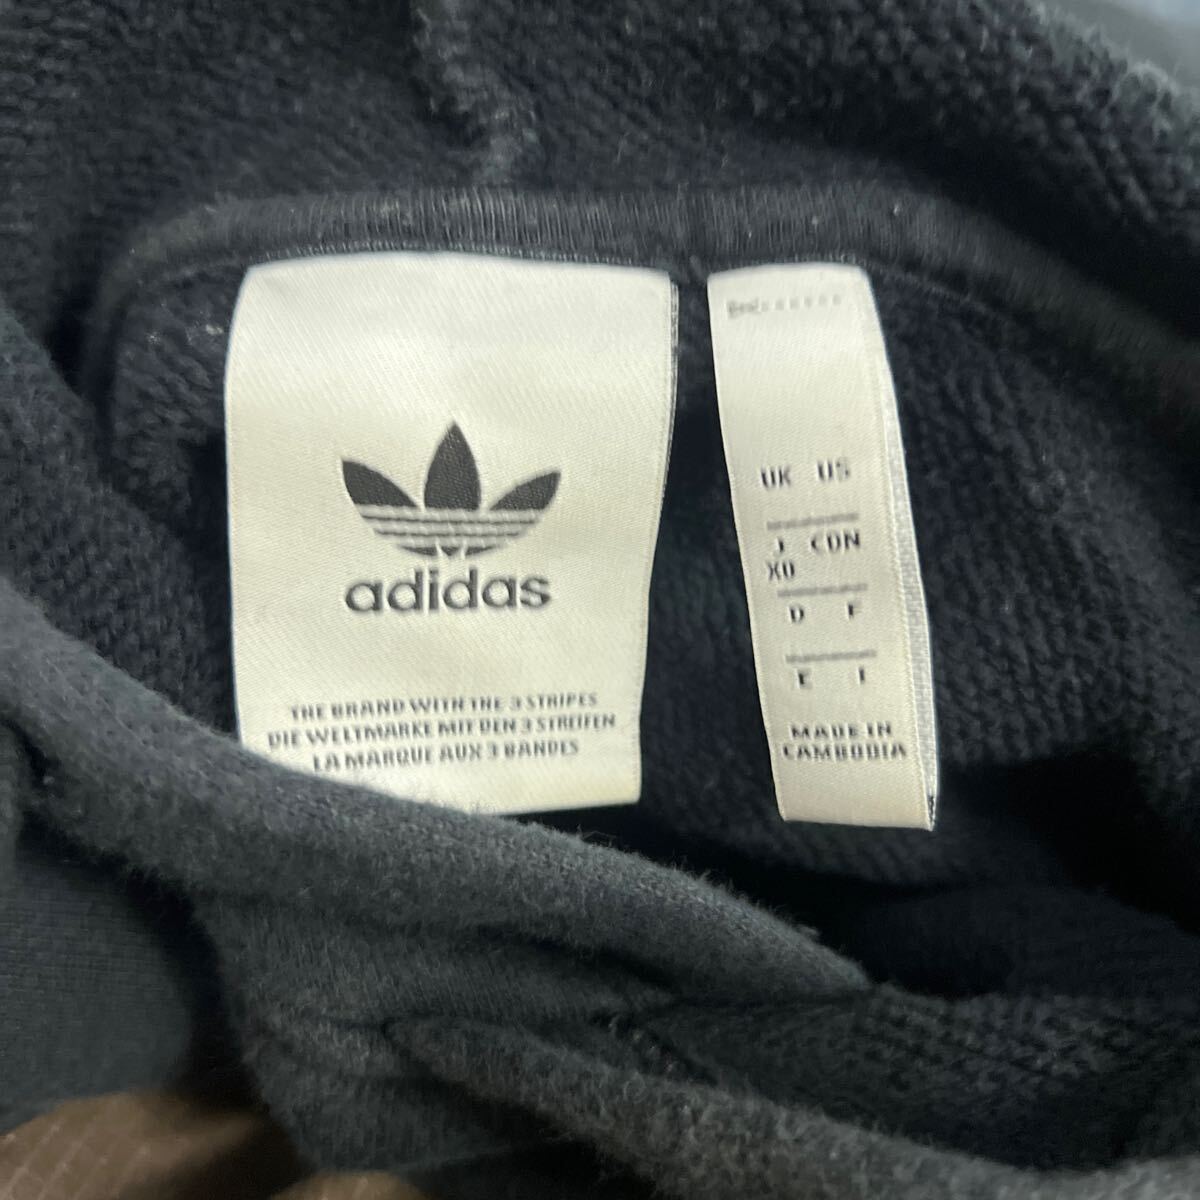 adidas
THE BRAND WITH THE 3 STRIPES
DIE WELTMARKE MIT DEN 3 STREIFEN
LA MARQUE AUX 3 BANDES
UK US
J CDN
XO
D F
E I
MADE IN
CAMBODIA